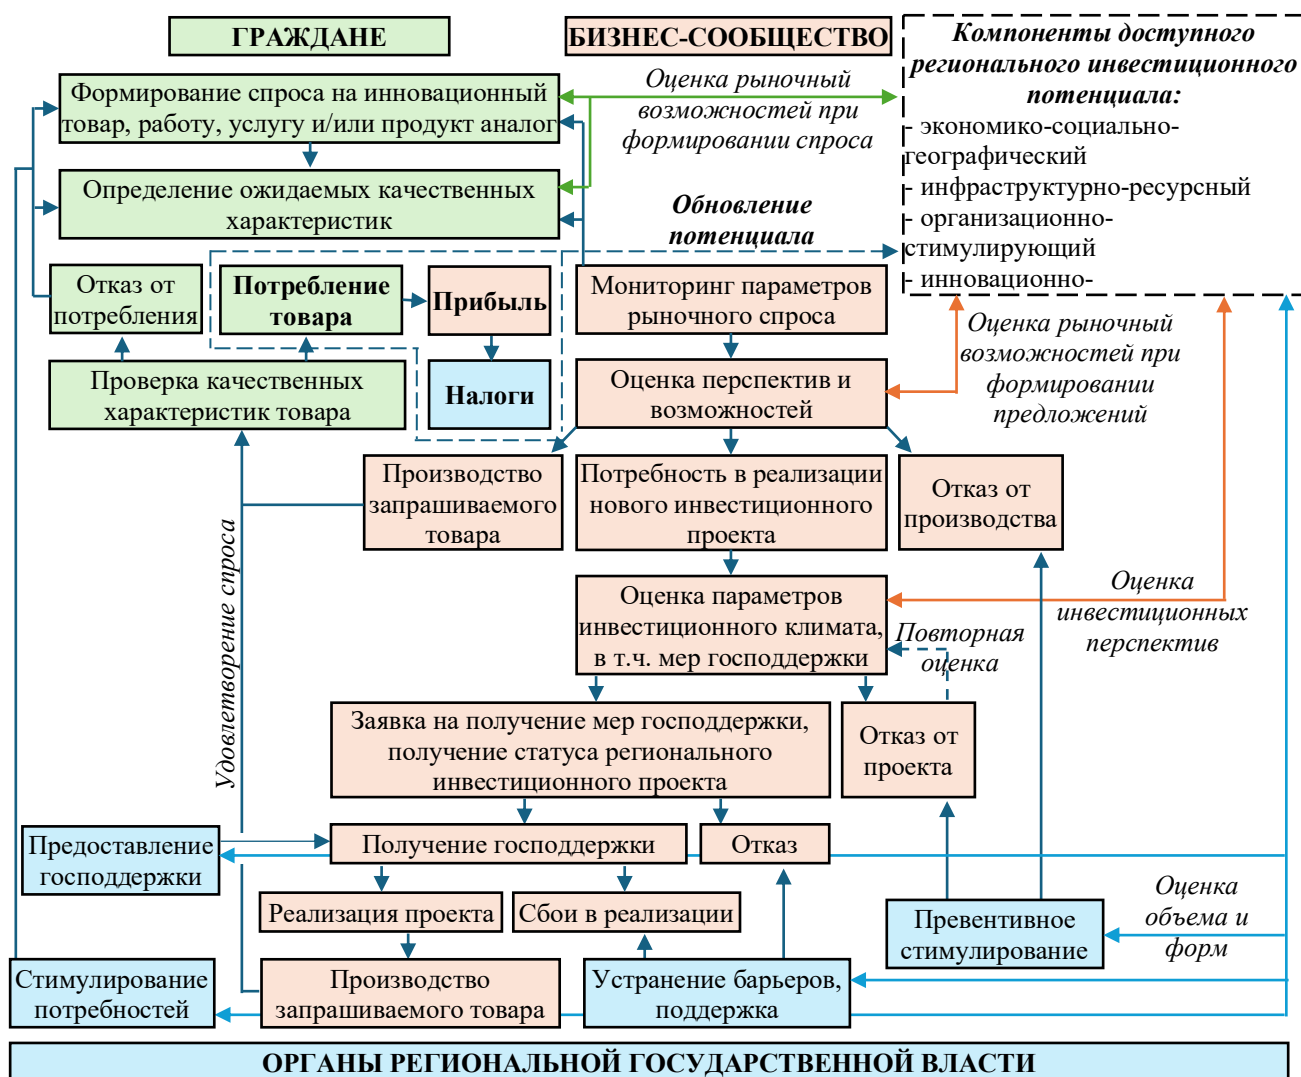 ГРАЖДАНЕ
БИЗНЕС-СООБЩЕСТВО
Компоненты доступного
регионального инвестиционного
потенциала:
- экономико-социально-
географический
- инфраструктурно-ресурсный
- организационно-
стимулирующий
- инновационно-
Формирование спроса на инновационный
товар, работу, услугу и/или продукт аналог
Оценка рыночный
возможностей при
формировании спроса
Определение ожидаемых качественных
характеристик
Обновление
потенциала
Отказ от
потребления
Потребление
товара
Прибыль
Мониторинг параметров
рыночного спроса
Оценка рыночный
возможностей при
формировании
предложений
Проверка качественных
характеристик товара
Налоги
Оценка перспектив и
возможностей
Производство
запрашиваемого
товара
Потребность в реализации
нового инвестиционного
проекта
Отказ от
производства
Удовлетворение спроса
Оценка параметров
инвестиционного климата,
в т.ч. мер господдержки
Оценка
инвестиционных
перспектив
Повторная
оценка
Заявка на получение мер господдержки,
получение статуса регионального
инвестиционного проекта
Отказ от
проекта
Предоставление
господдержки
Получение господдержки
Отказ
Реализация проекта
Сбои в реализации
Превентивное
стимулирование
Оценка
объема и
форм
Стимулирование
потребностей
Производство
запрашиваемого товара
Устранение барьеров,
поддержка
ОРГАНЫ РЕГИОНАЛЬНОЙ ГОСУДАРСТВЕННОЙ ВЛАСТИ